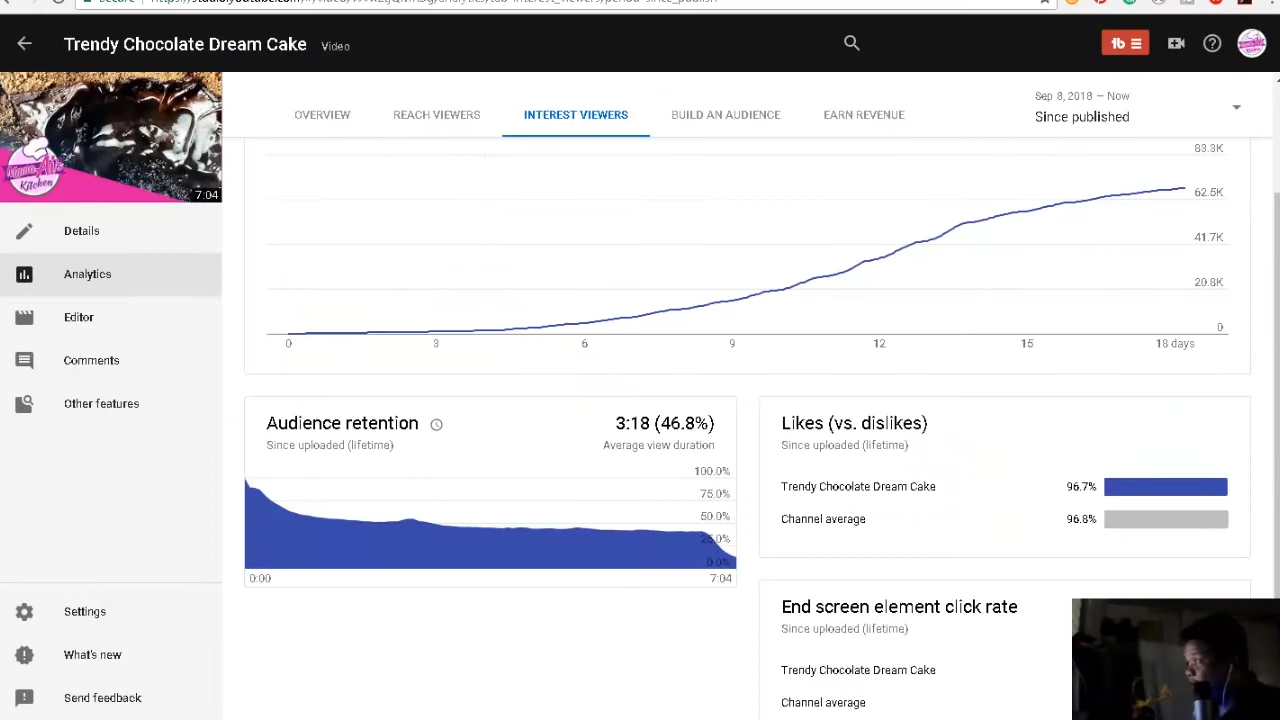 Trendy Chocolate Dream Cake Video
7:04
Details
Analytics
Editor
Comments
Other features
Settings
What's new
Send feedback
OVERVIEW
REACH VIEWERS
INTEREST VIEWERS
BUILD AN AUDIENCE
EARN REVENUE
Sep 8, 2018 – Now
Since published
83.3K
62.5K
41.7K
20.8K
0
0 3 6 9 12 15 18 days
Audience retention
Since uploaded (lifetime)
3:18 (46.8%)
Average view duration
100.0%
75.0%
50.0%
25.0%
0.0%
0:00 7:04
Likes (vs. dislikes)
Since uploaded (lifetime)
Trendy Chocolate Dream Cake 96.7%
Channel average 96.8%
End screen element click rate
Since uploaded (lifetime)
Trendy Chocolate Dream Cake
Channel average